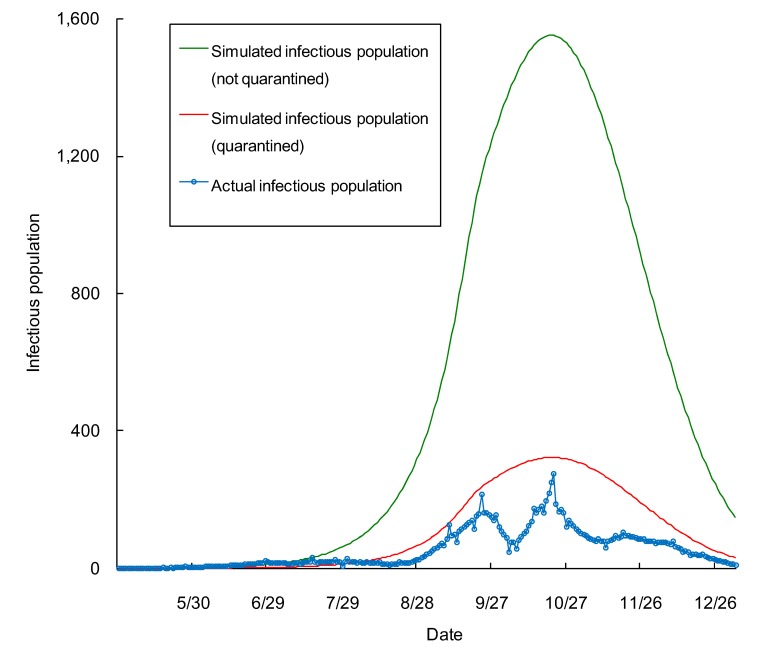 1,600
1,200
800
400
0
Infectious population
Simulated infectious population
(not quarantined)
Simulated infectious population
(quarantined)
Actual infectious population
5/30 6/29 7/29 8/28 9/27 10/27 11/26 12/26
Date